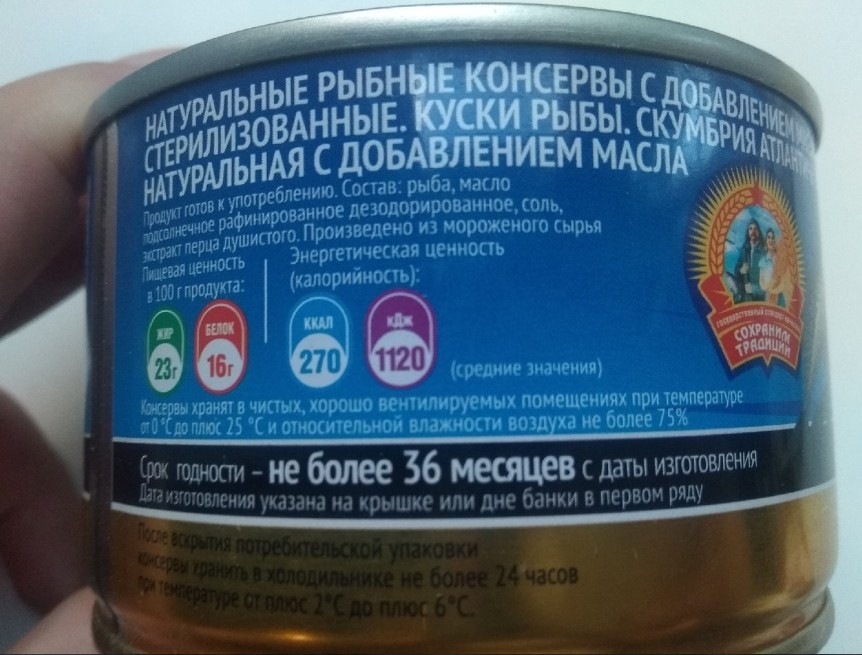 НАТУРАЛЬНЫЕ РЫБНЫЕ КОНСЕРВЫ С ДОБАВЛЕНИЕМ
СТЕРИЛИЗОВАННЫЕ. КУСКИ РЫБЫ. СКУМБРИЯ
НАТУРАЛЬНАЯ С ДОБАВЛЕНИЕМ МАСЛА
Продукт готов к употреблению. Состав: рыба, масло
подсолнечное рафинированное дезодорированное, соль,
экстракт перца душистого. Произведено из мороженого сырья
Пищевая ценность
в 100 г продукта:
Энергетическая ценность
(калорийность):
ЖИР
23г
БЕЛОК
16г
ККАЛ
270
кДж
1120
(средние значения)
СОХРАНИМ
ТРАДИЦИИ
Консервы хранят в чистых, хорошо вентилируемых помещениях при температуре
от 0 °C до плюс 25 °C и относительной влажности воздуха не более 75%
Срок годности – не более 36 месяцев с даты изготовления
Дата изготовления указана на крышке или дне банки в первом ряду
После вскрытия потребительской упаковки
консервы хранить в холодильнике не более 24 часов
при температуре от плюс 2°C до плюс 6°C.